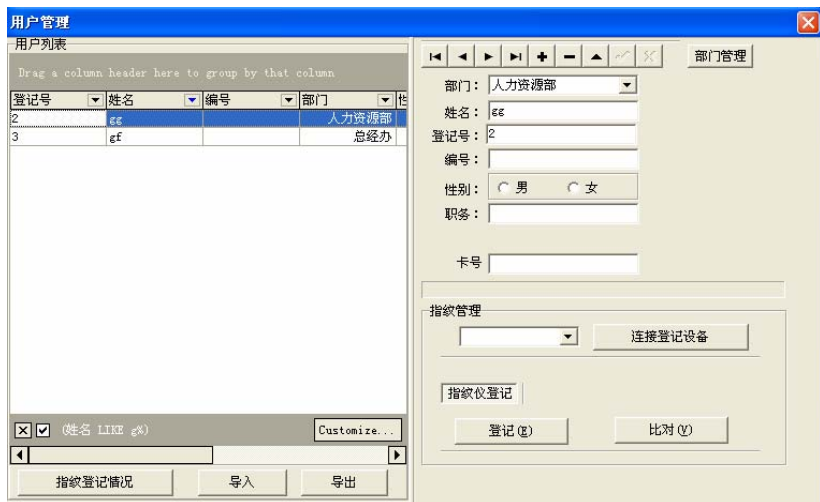 用户管理
用户列表
Drag a column header here to group by that column
登记号 姓名 编号 部门
2 gg 人力资源部
3 gf 总经办
(姓名 LIKE g%)
Customize...
指纹登记情况 导入 导出
部门管理
部门： 人力资源部
姓名： gg
登记号： 2
编号：
性别： 男 女
职务：
卡号
指纹管理
连接登记设备
指纹仪登记
登记(E) 比对(V)